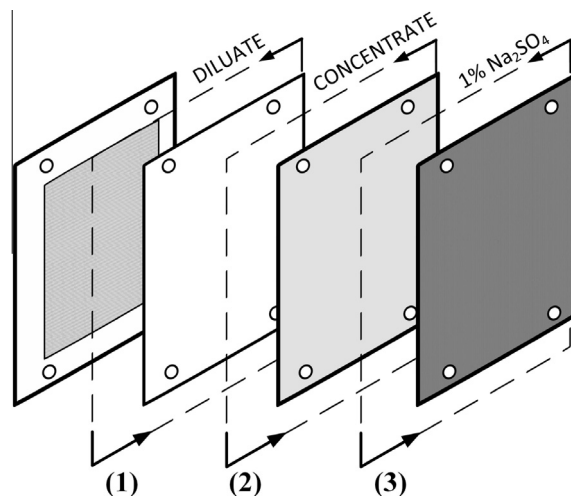 DILUATE
CONCENTRATE
1% Na₂SO₄
(1) (2) (3)